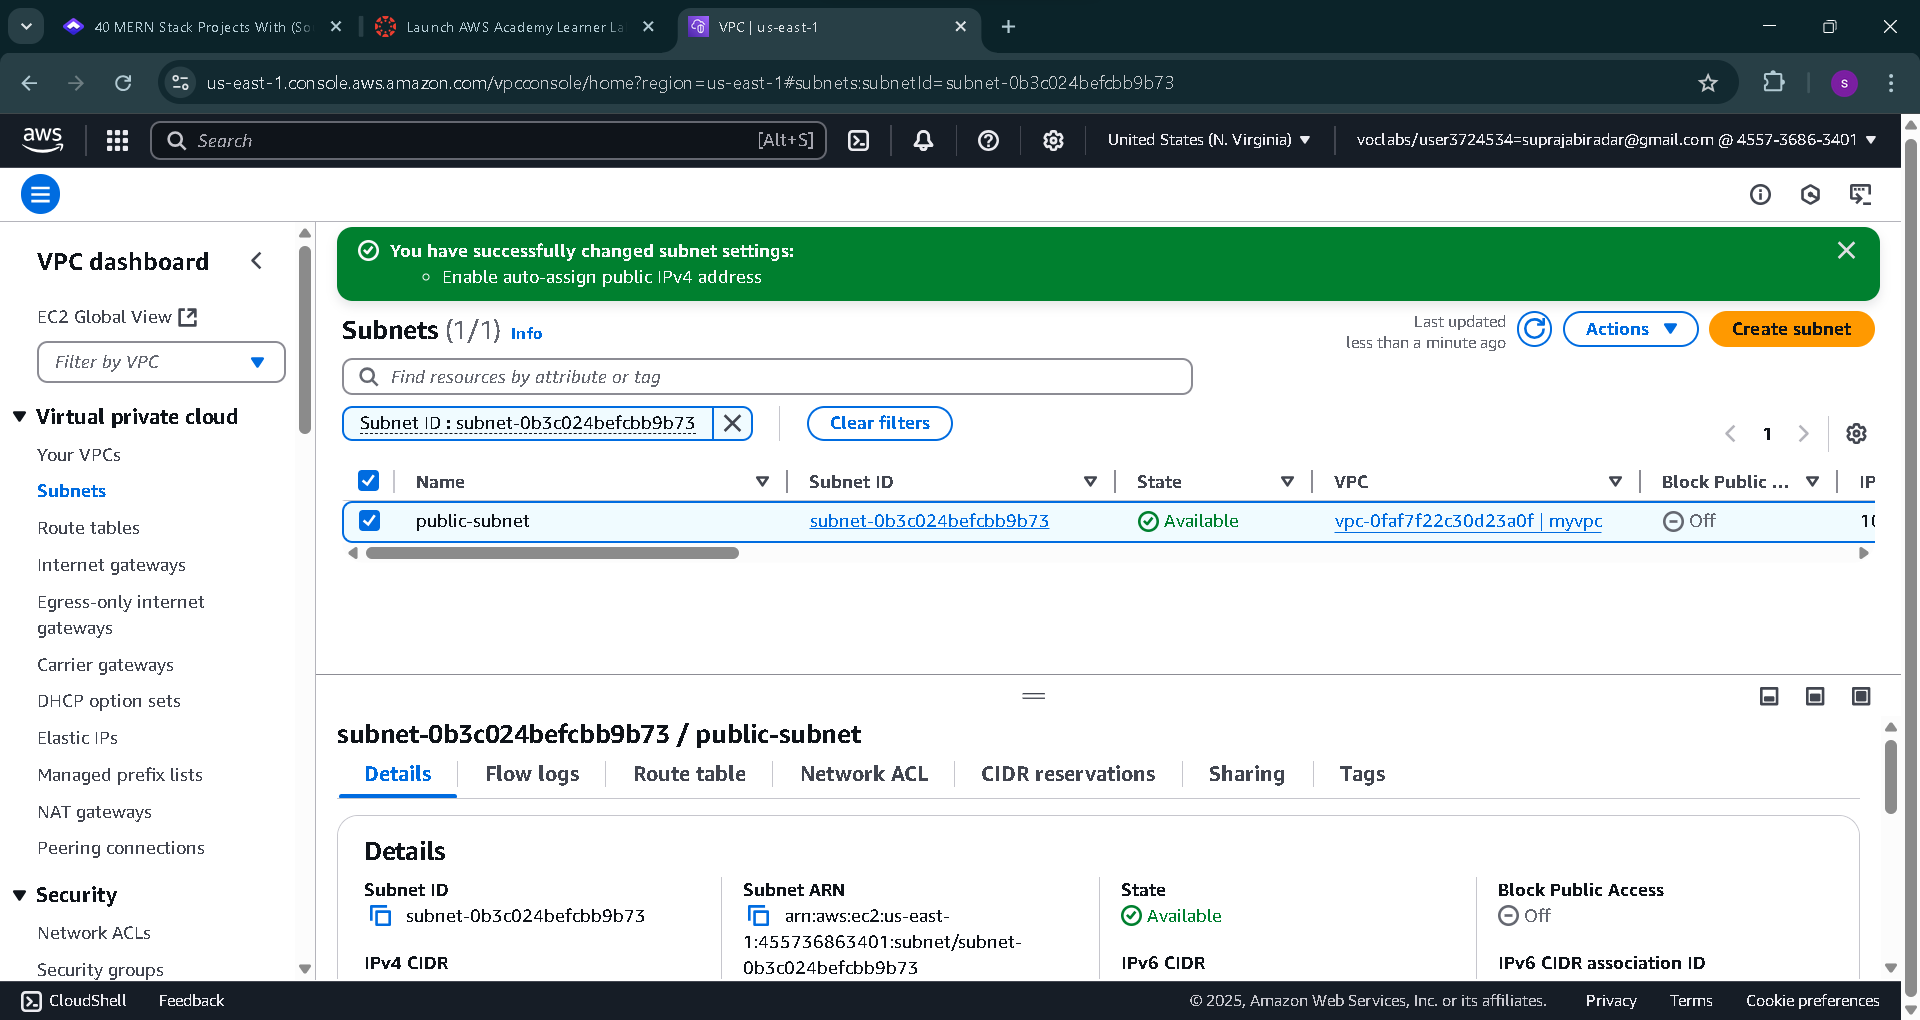 40 MERN Stack Projects With (So
Launch AWS Academy Learner La
VPC | us-east-1
us-east-1.console.aws.amazon.com/vpcconsole/home?region=us-east-1#subnets:subnetId=subnet-0b3c024befcbb9b73
s
aws
Search
[Alt+S]
United States (N. Virginia)
voclabs/user3724534=suprajabiradar@gmail.com @ 4557-3686-3401
VPC dashboard
EC2 Global View
Filter by VPC
Virtual private cloud
Your VPCs
Subnets
Route tables
Internet gateways
Egress-only internet
gateways
Carrier gateways
DHCP option sets
Elastic IPs
Managed prefix lists
NAT gateways
Peering connections
Security
Network ACLs
Security groups
You have successfully changed subnet settings:
Enable auto-assign public IPv4 address
Subnets (1/1) Info
Last updated
less than a minute ago
Actions
Create subnet
Find resources by attribute or tag
Subnet ID : subnet-0b3c024befcbb9b73
Clear filters
1
Name Subnet ID State VPC Block Public ... IP
public-subnet subnet-0b3c024befcbb9b73 Available vpc-0faf7f22c30d23a0f | myvpc Off 10
subnet-0b3c024befcbb9b73 / public-subnet
Details Flow logs Route table Network ACL CIDR reservations Sharing Tags
Details
Subnet ID
subnet-0b3c024befcbb9b73
IPv4 CIDR
Subnet ARN
arn:aws:ec2:us-east-
1:455736863401:subnet/subnet-
0b3c024befcbb9b73
State
Available
IPv6 CIDR
Block Public Access
Off
IPv6 CIDR association ID
CloudShell Feedback
© 2025, Amazon Web Services, Inc. or its affiliates. Privacy Terms Cookie preferences